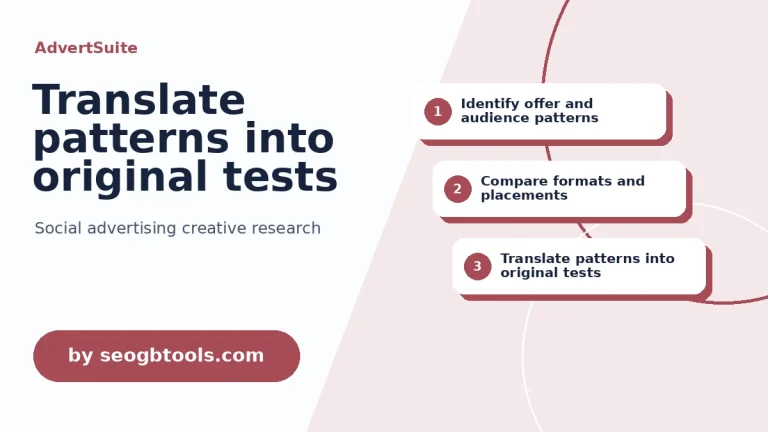 AdvertSuite
Translate
patterns into
original tests
Social advertising creative research
by seogbtools.com
1
Identify offer and
audience patterns
2
Compare formats and
placements
3
Translate patterns into
original tests